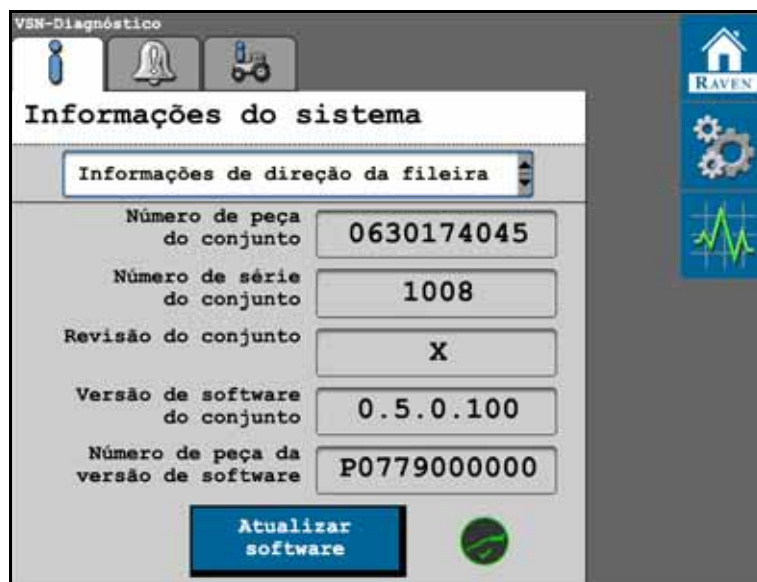 VSN-Diagnóstico
RAVEN
Informações do sistema
Informações de direção da fileira
Número de peça
do conjunto
0630174045
Número de série
do conjunto
1008
Revisão do conjunto
X
Versão de software
do conjunto
0.5.0.100
Número de peça da
versão de software
P0779000000
Atualizar
software